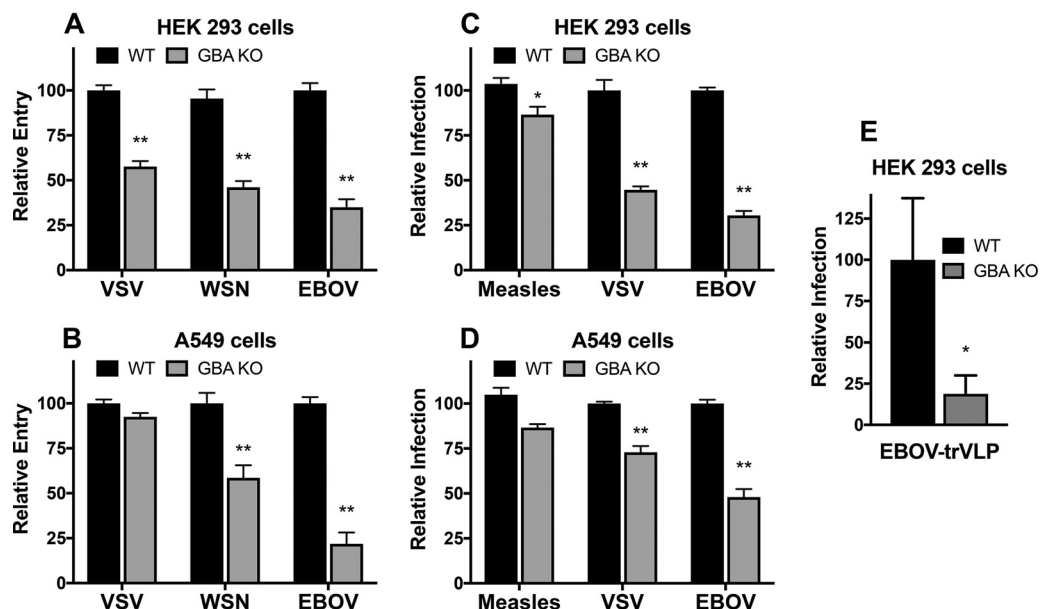 A
HEK 293 cells
WT GBA KO
Relative Entry
100
75
50
25
0
**
**
**
VSV WSN EBOV
B
A549 cells
WT GBA KO
Relative Entry
100
75
50
25
0
**
**
VSV WSN EBOV
C
HEK 293 cells
WT GBA KO
Relative Infection
100
75
50
25
0
*
**
**
Measles VSV EBOV
D
A549 cells
WT GBA KO
Relative Infection
100
75
50
25
0
**
**
Measles VSV EBOV
E
HEK 293 cells
WT
GBA KO
Relative Infection
125
100
75
50
25
0
*
EBOV-trVLP